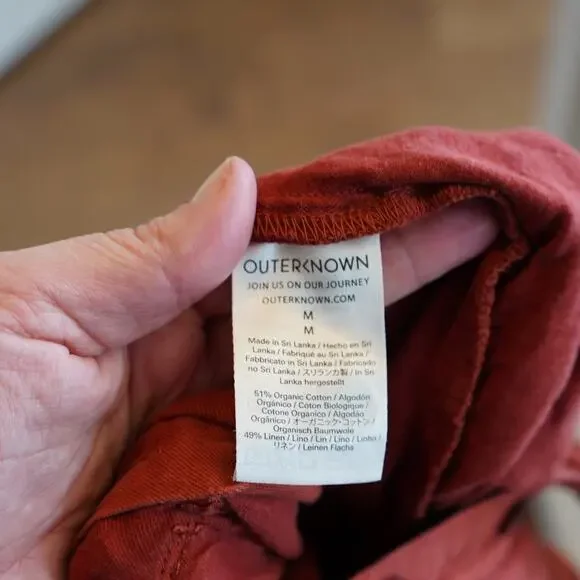 OUTERKNOWN
JOIN US ON OUR JOURNEY
OUTERKNOWN.COM
M
M
Made in Sri Lanka / Hecho en Sri
Lanka / Fabriqué au Sri Lanka /
Fabbricato in Sri Lanka / Fabricado
no Sri Lanka / スリランカ製 / In Sri
Lanka hergestellt
51% Organic Cotton / Algodón
Orgánico / Coton Biologique /
Cotone Organico / Algodão
Orgânico / オーガニック・コットン /
Organisch Baumwolle
49% Linen / Lino / Lin / Lino / Linho /
リネン / Leinen Flachs